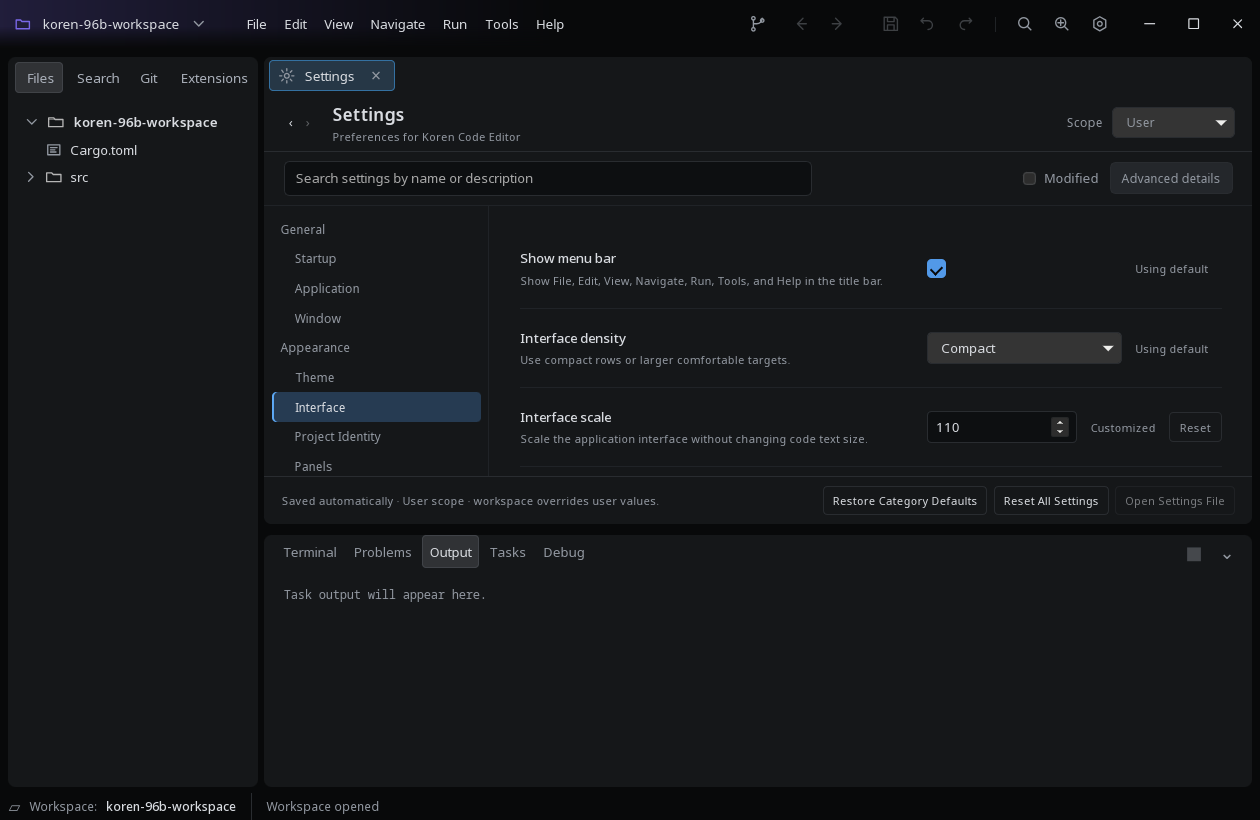 koren-96b-workspace File Edit View Navigate Run Tools Help
Files Search Git Extensions
koren-96b-workspace
Cargo.toml
src
Settings
Settings
Preferences for Koren Code Editor
Scope User
Search settings by name or description
Modified Advanced details
General
Startup
Application
Window
Appearance
Theme
Interface
Project Identity
Panels
Show menu bar
Show File, Edit, View, Navigate, Run, Tools, and Help in the title bar.
Using default
Interface density
Use compact rows or larger comfortable targets.
Compact
Using default
Interface scale
Scale the application interface without changing code text size.
110
Customized
Reset
Saved automatically · User scope · workspace overrides user values.
Restore Category Defaults Reset All Settings Open Settings File
Terminal Problems Output Tasks Debug
Task output will appear here.
Workspace: koren-96b-workspace Workspace opened